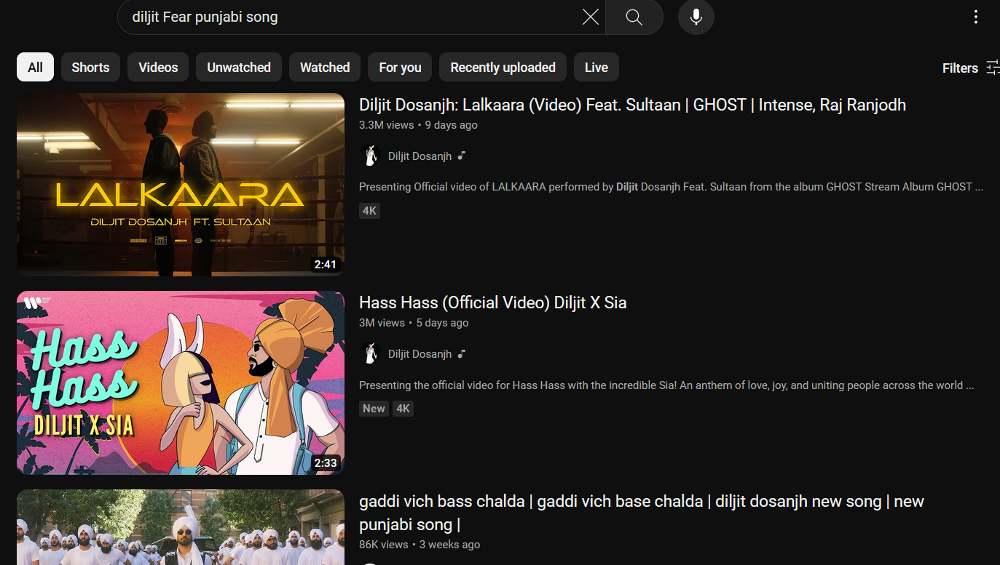 diljit Fear punjabi song
All
Shorts
Videos
Unwatched
Watched
For you
Recently uploaded
Live
Filters
LALKAARA
DILJIT DOSANJH FT. SULTAAN
2:41
Diljit Dosanjh: Lalkaara (Video) Feat. Sultaan | GHOST | Intense, Raj Ranjodh
3.3M views • 9 days ago
Diljit Dosanjh
Presenting Official video of LALKAARA performed by Diljit Dosanjh Feat. Sultaan from the album GHOST Stream Album GHOST ...
4K
Hass
Hass
DILJIT X SIA
2:33
Hass Hass (Official Video) Diljit X Sia
3M views • 5 days ago
Diljit Dosanjh
Presenting the official video for Hass Hass with the incredible Sia! An anthem of love, joy, and uniting people across the world ...
New
4K
gaddi vich bass chalda | gaddi vich base chalda | diljit dosanjh new song | new
punjabi song |
86K views • 3 weeks ago